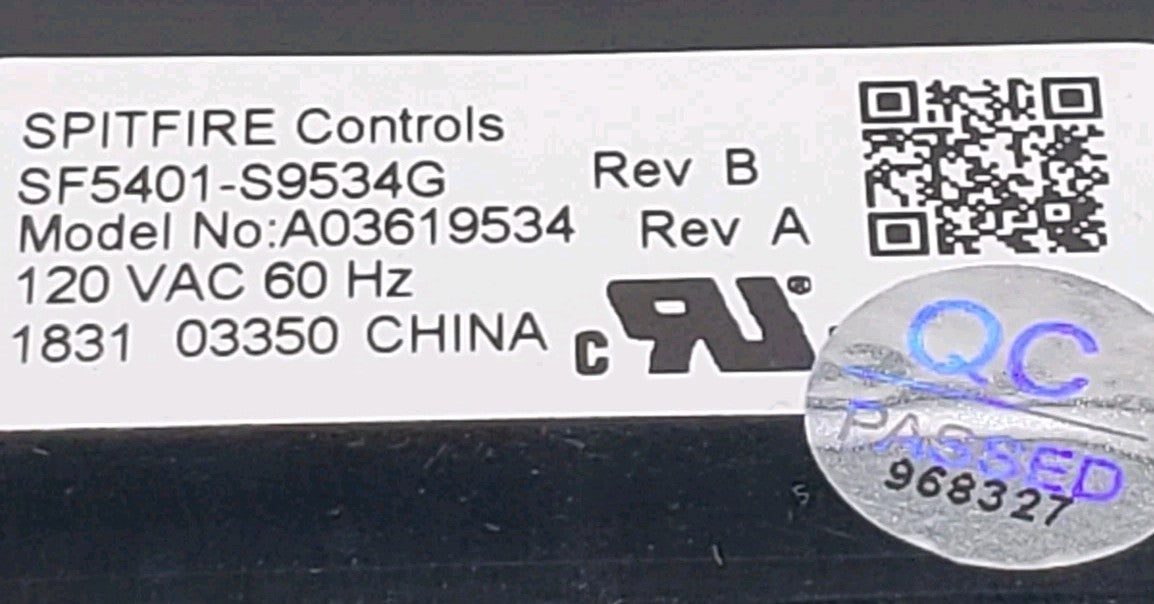 SPITFIRE Controls
SF5401-S9534G Rev B
Model No:A03619534 Rev A
120 VAC 60 Hz
1831 03350 CHINA c RU ®
QC
PASSED
968327